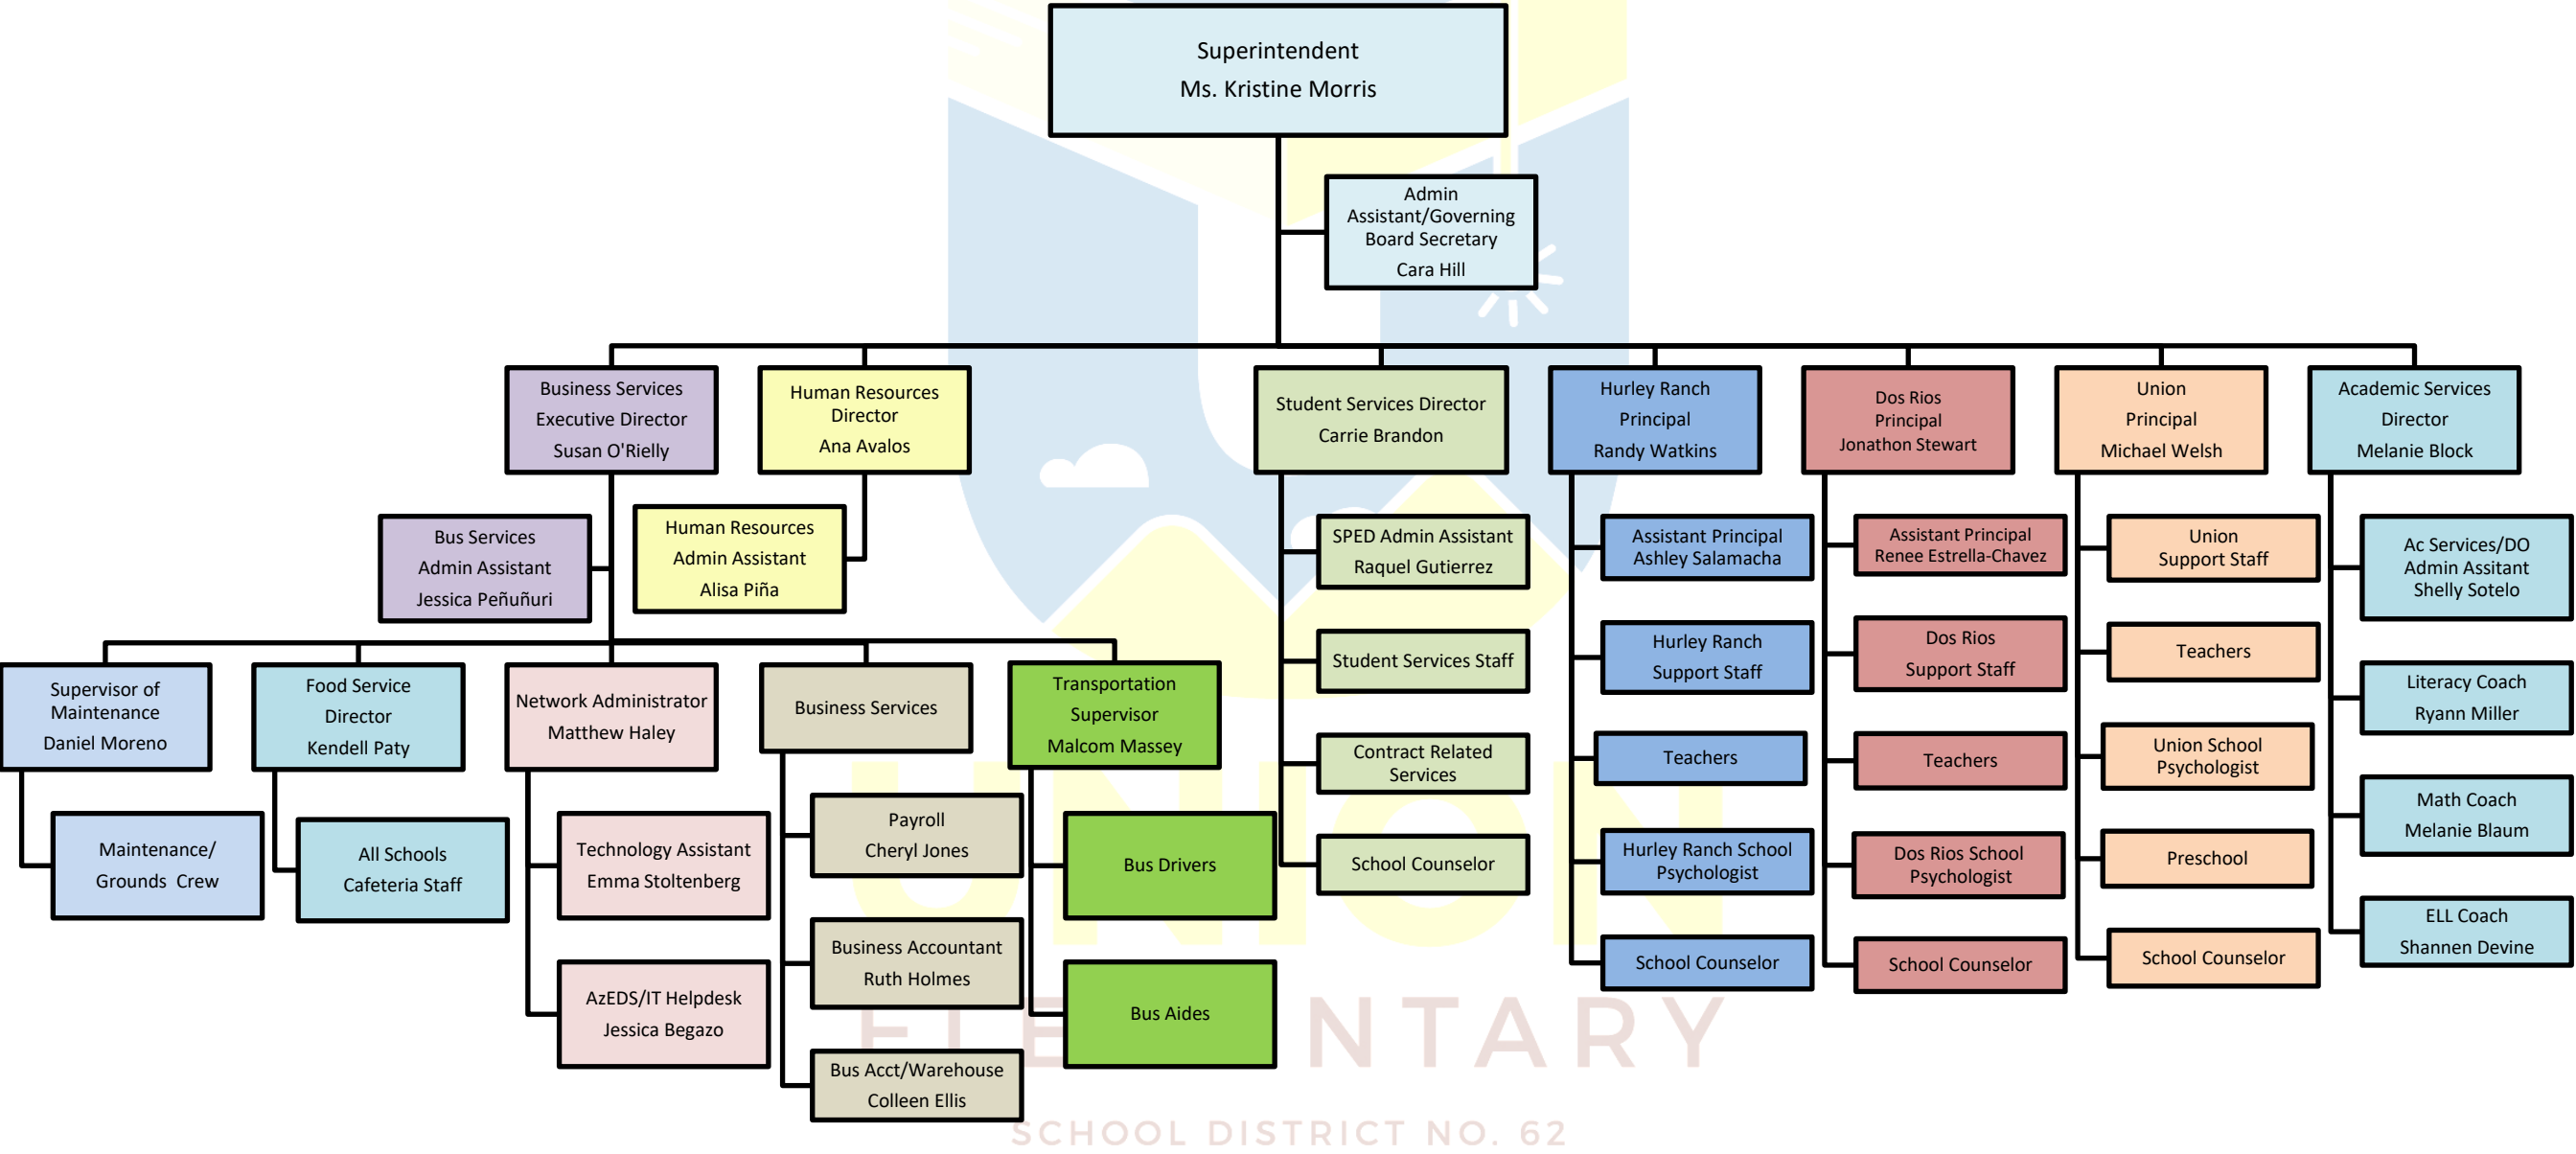 Superintendent
Ms. Kristine Morris
Admin
Assistant/Governing
Board Secretary
Cara Hill
Business Services
Executive Director
Susan O'Rielly
Human Resources
Director
Ana Avalos
Student Services Director
Carrie Brandon
Hurley Ranch
Principal
Randy Watkins
Dos Rios
Principal
Jonathon Stewart
Union
Principal
Michael Welsh
Academic Services
Director
Melanie Block
Bus Services
Admin Assistant
Jessica Peñuñuri
Human Resources
Admin Assistant
Alisa Piña
Supervisor of
Maintenance
Daniel Moreno
Food Service
Director
Kendell Paty
Network Administrator
Matthew Haley
Business Services
Transportation
Supervisor
Malcom Massey
Maintenance/
Grounds Crew
All Schools
Cafeteria Staff
Technology Assistant
Emma Stoltenberg
AzEDS/IT Helpdesk
Jessica Begazo
Payroll
Cheryl Jones
Business Accountant
Ruth Holmes
Bus Acct/Warehouse
Colleen Ellis
Bus Drivers
Bus Aides
SPED Admin Assistant
Raquel Gutierrez
Student Services Staff
Contract Related
Services
School Counselor
Assistant Principal
Ashley Salamacha
Hurley Ranch
Support Staff
Teachers
Hurley Ranch School
Psychologist
School Counselor
Assistant Principal
Renee Estrella-Chavez
Dos Rios
Support Staff
Teachers
Dos Rios School
Psychologist
School Counselor
Union
Support Staff
Teachers
Union School
Psychologist
Preschool
School Counselor
Ac Services/DO
Admin Assitant
Shelly Sotelo
Literacy Coach
Ryann Miller
Math Coach
Melanie Blaum
ELL Coach
Shannen Devine
UNION
ELEMENTARY
SCHOOL DISTRICT NO. 62